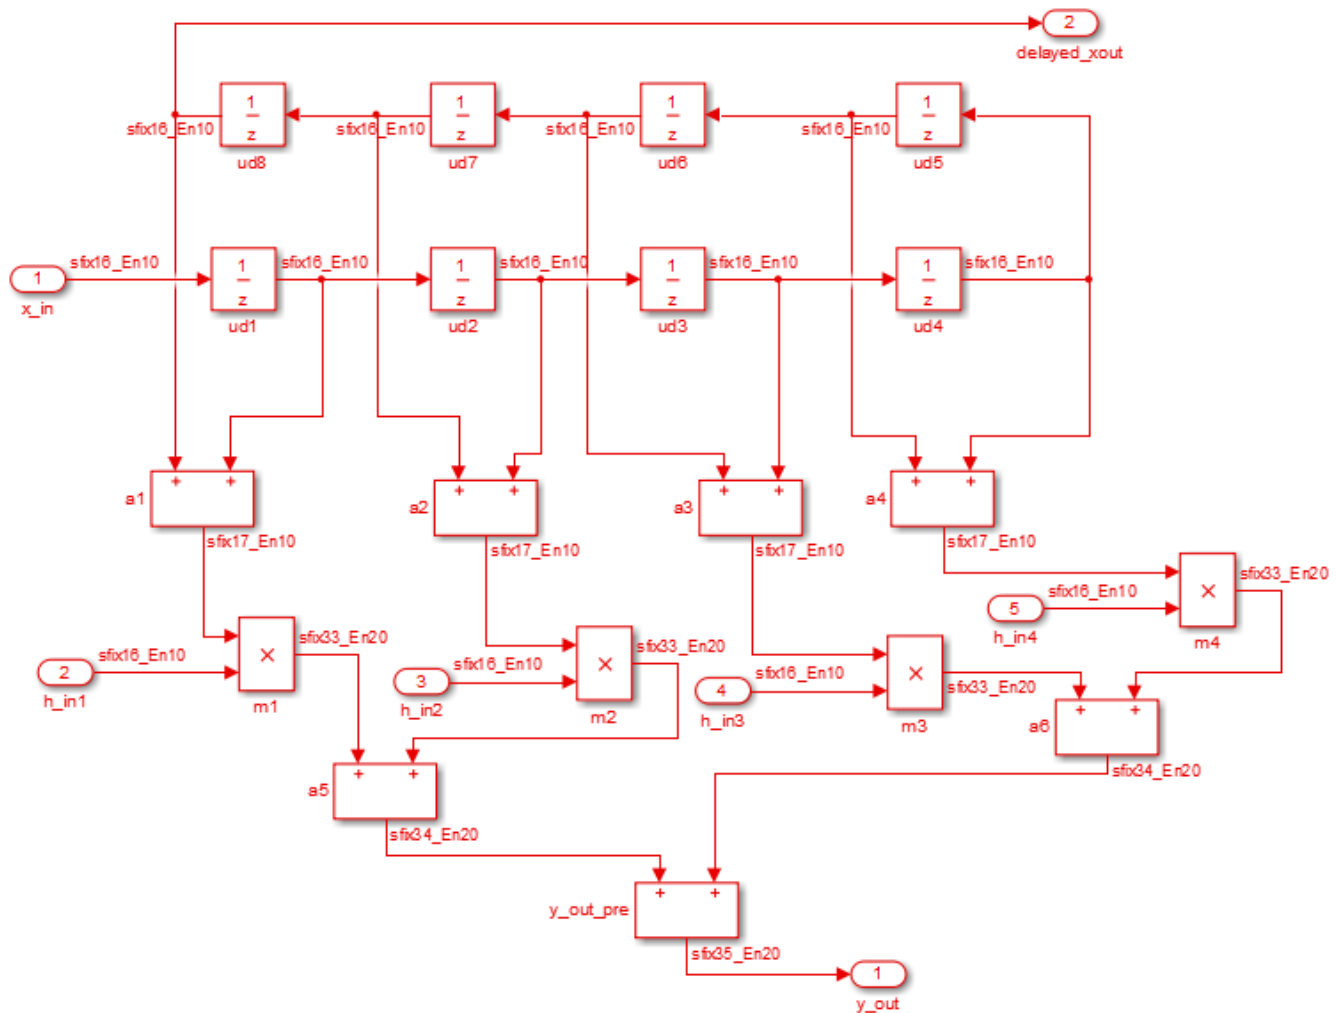 2
delayed_xout
1
z
1
z
1
z
1
z
sfix16_En10
sfix16_En10
sfix16_En10
sfix16_En10
ud8
ud7
ud6
ud5
sfix16_En10
sfix16_En10
sfix16_En10
sfix16_En10
sfix16_En10
1
1
z
1
z
1
z
1
z
x_in
ud1
ud2
ud3
ud4
+ +
+ +
+ +
+ +
a1
a2
a3
a4
sfix17_En10
sfix17_En10
sfix17_En10
sfix17_En10
sfix33_En20
sfix16_En10
×
5
h_in4
m4
sfix33_En20
sfix33_En20
sfix16_En10
sfix16_En10
sfix16_En10
×
×
×
2
3
4
sfix33_En20
h_in1
m1
h_in2
m2
h_in3
m3
+ +
a6
sfix34_En20
+ +
a5
sfix34_En20
+ +
y_out_pre
sfix35_En20
1
y_out